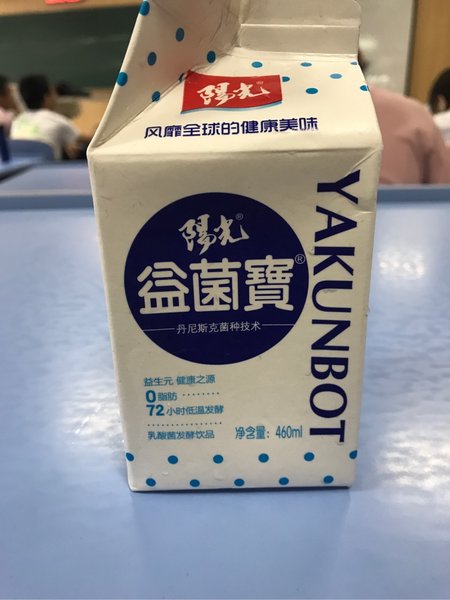 陽光®
风靡全球的健康美味
陽光®
益菌寶®
丹尼斯克菌种技术
YAKUNBOT
益生元 健康之源
0脂肪
72小时低温发酵
乳酸菌发酵饮品
净含量：460ml